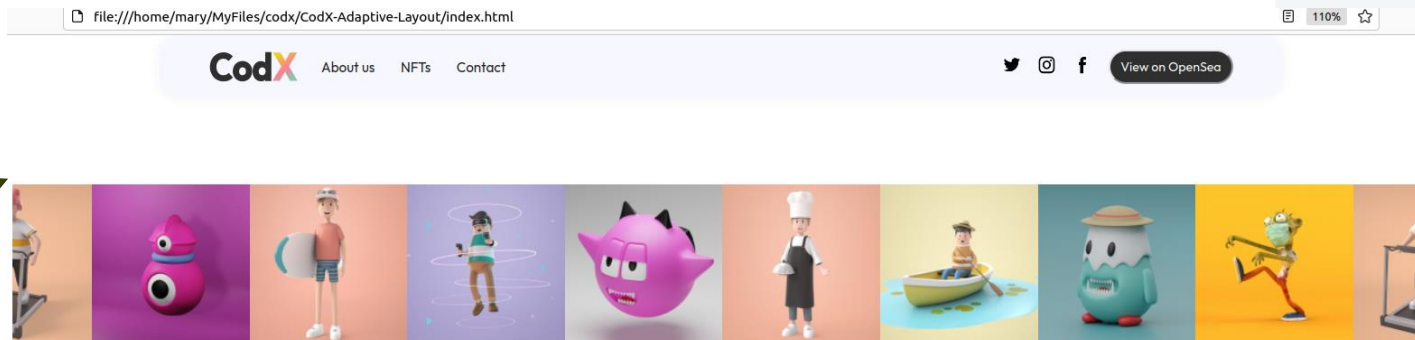 file:///home/mary/MyFiles/codx/CodX-Adaptive-Layout/index.html 110%
CodX About us NFTs Contact View on OpenSea